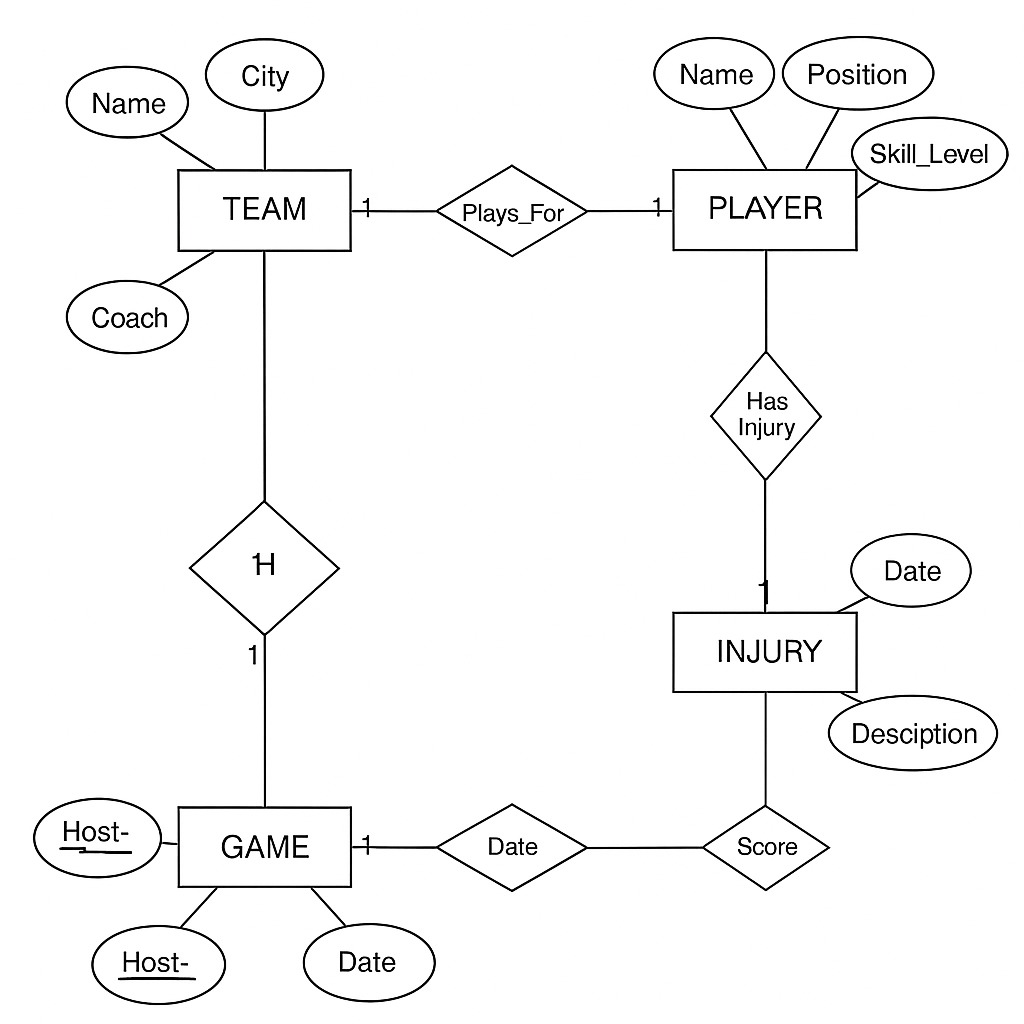 City
Name
Position
Name
Skill_Level
TEAM
1
Plays_For
1
PLAYER
Coach
Has
Injury
H
1
Date
1
INJURY
Desciption
Host-
GAME
1
Date
Score
Host-
Date